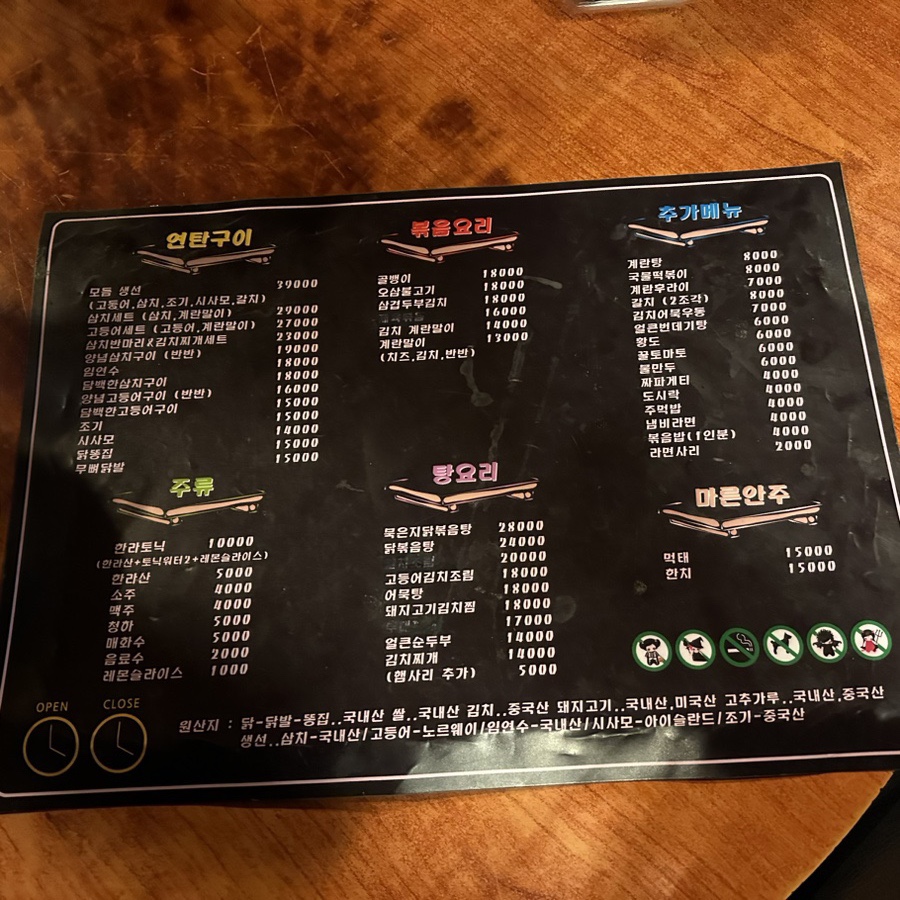 연탄구이
모듬 생선 39000
(고등어,삼치,조기,시사모,갈치)
삼치세트 (삼치,계란말이) 29000
고등어세트 (고등어,계란말이) 27000
삼치반마리&김치찌개세트 23000
양념삼치구이 (반반) 19000
임연수 18000
담백한삼치구이 18000
양념고등어구이 (반반) 16000
담백한고등어구이 15000
조기 15000
시사모 14000
닭똥집 15000
무뼈닭발 15000
볶음요리
골뱅이 18000
오삼불고기 18000
삼겹두부김치 18000
16000
김치 계란말이 14000
계란말이 13000
(치즈,김치,반반)
추가메뉴
계란탕 8000
국물떡볶이 8000
계란후라이 7000
갈치 (2조각) 8000
김치어묵우동 7000
얼큰번데기탕 6000
황도 6000
꿀토마토 6000
물만두 6000
짜파게티 4000
도시락 4000
주먹밥 4000
냄비라면 4000
볶음밥(1인분) 4000
라면사리 2000
주류
한라토닉 10000
(한라산+토닉워터2+레몬슬라이스)
한라산 5000
소주 4000
맥주 4000
청하 5000
매화수 5000
음료수 2000
레몬슬라이스 1000
탕요리
묵은지닭볶음탕 28000
닭볶음탕 24000
20000
고등어김치조림 18000
어묵탕 18000
돼지고기김치찜 18000
17000
얼큰순두부 14000
김치찌개 14000
(햄사리 추가) 5000
마른안주
먹태 15000
한치 15000
OPEN CLOSE
원산지 : 닭-닭발-똥집..국내산 쌀..국내산 김치..중국산 돼지고기..국내산,미국산 고추가루..국내산,중국산
생선..삼치-국내산/고등어-노르웨이/임연수-국내산/시사모-아이슬란드/조기-중국산